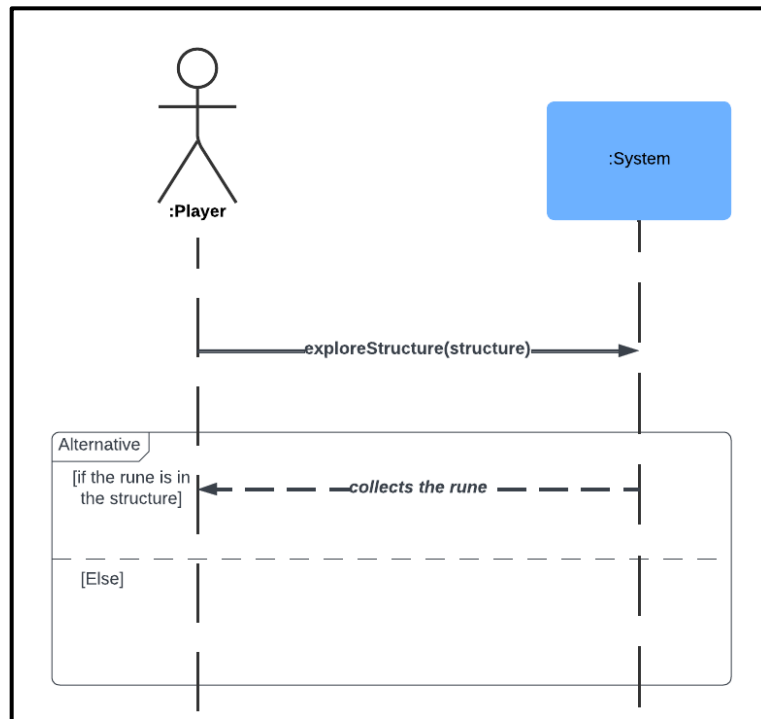 :Player
:System
exploreStructure(structure)
Alternative
[if the rune is in
the structure]
collects the rune
[Else]